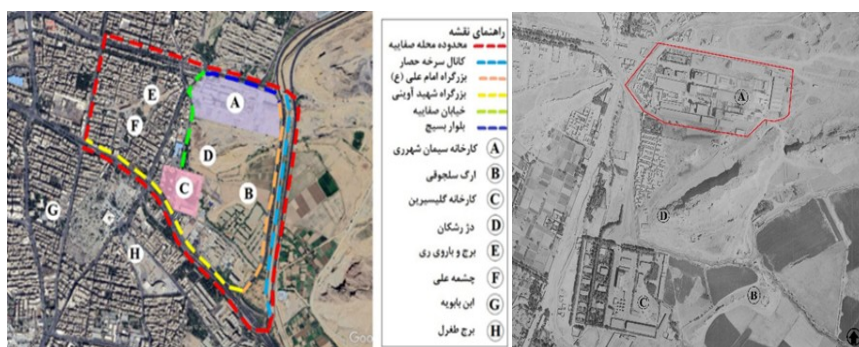 راهنمای نقشه
محدوده محله صفاییه
کانال سرخه حصار
بزرگراه امام علی (ع)
بزرگراه شهید آوینی
خیابان صفاییه
بلوار بسیج
A کارخانه سیمان شهرری
B ارگ سلجوقی
C کارخانه گلیسیرین
D دژ رشکان
E برج و باروی ری
F چشمه علی
G ابن بابویه
H برج طغرل
A
E
F
D
C
B
G
H
Goo
A
D
C
B